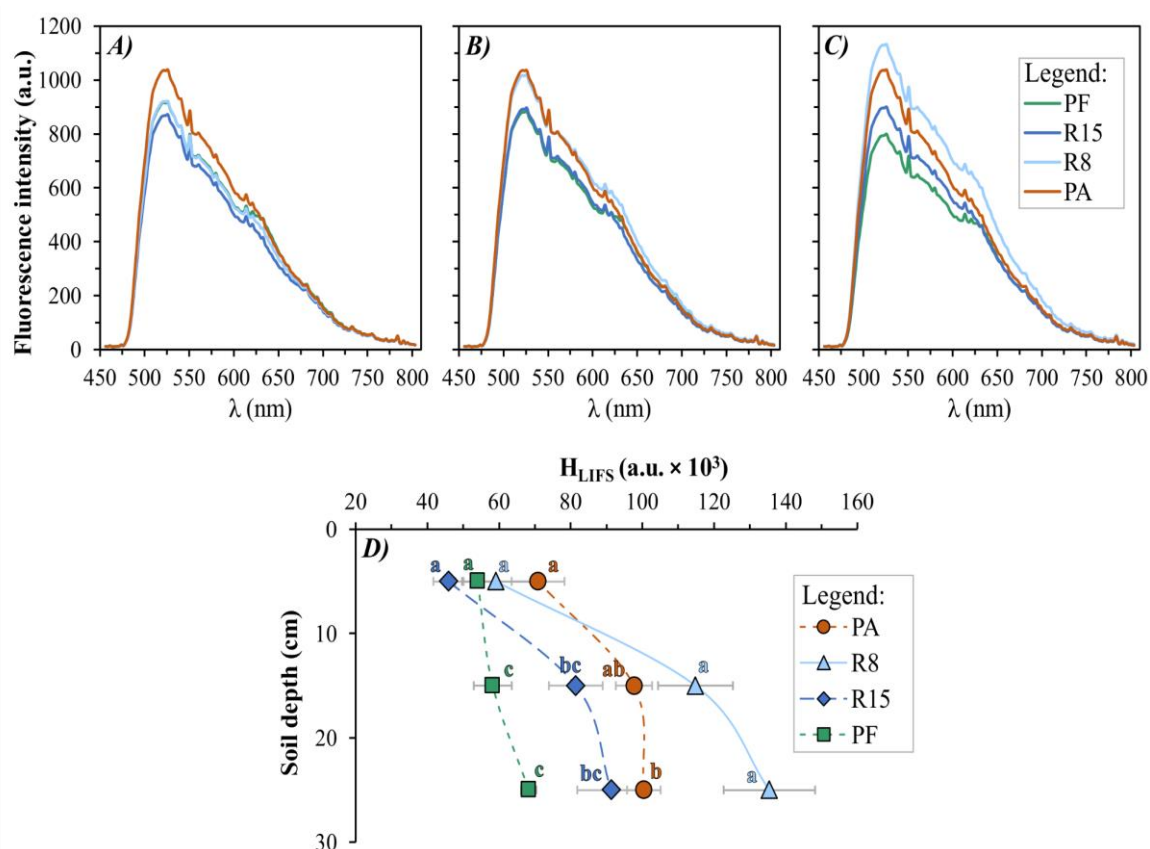 A)
B)
C)
Fluorescence intensity (a.u.)
1200
1000
800
600
400
200
0
450 500 550 600 650 700 750 800
450 500 550 600 650 700 750 800
450 500 550 600 650 700 750 800
λ (nm)
λ (nm)
λ (nm)
Legend:
PF
R15
R8
PA
H_LIFS (a.u. × 10³)
20 40 60 80 100 120 140 160
D)
Soil depth (cm)
0
10
20
30
a a a a
c bc ab a
c bc b a
Legend:
PA
R8
R15
PF